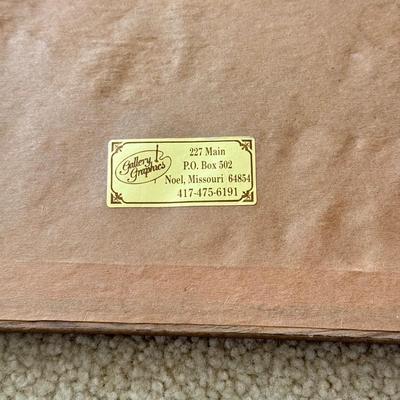 Gallery
Graphics
227 Main
P.O. Box 502
Noel, Missouri 64854
417-475-6191